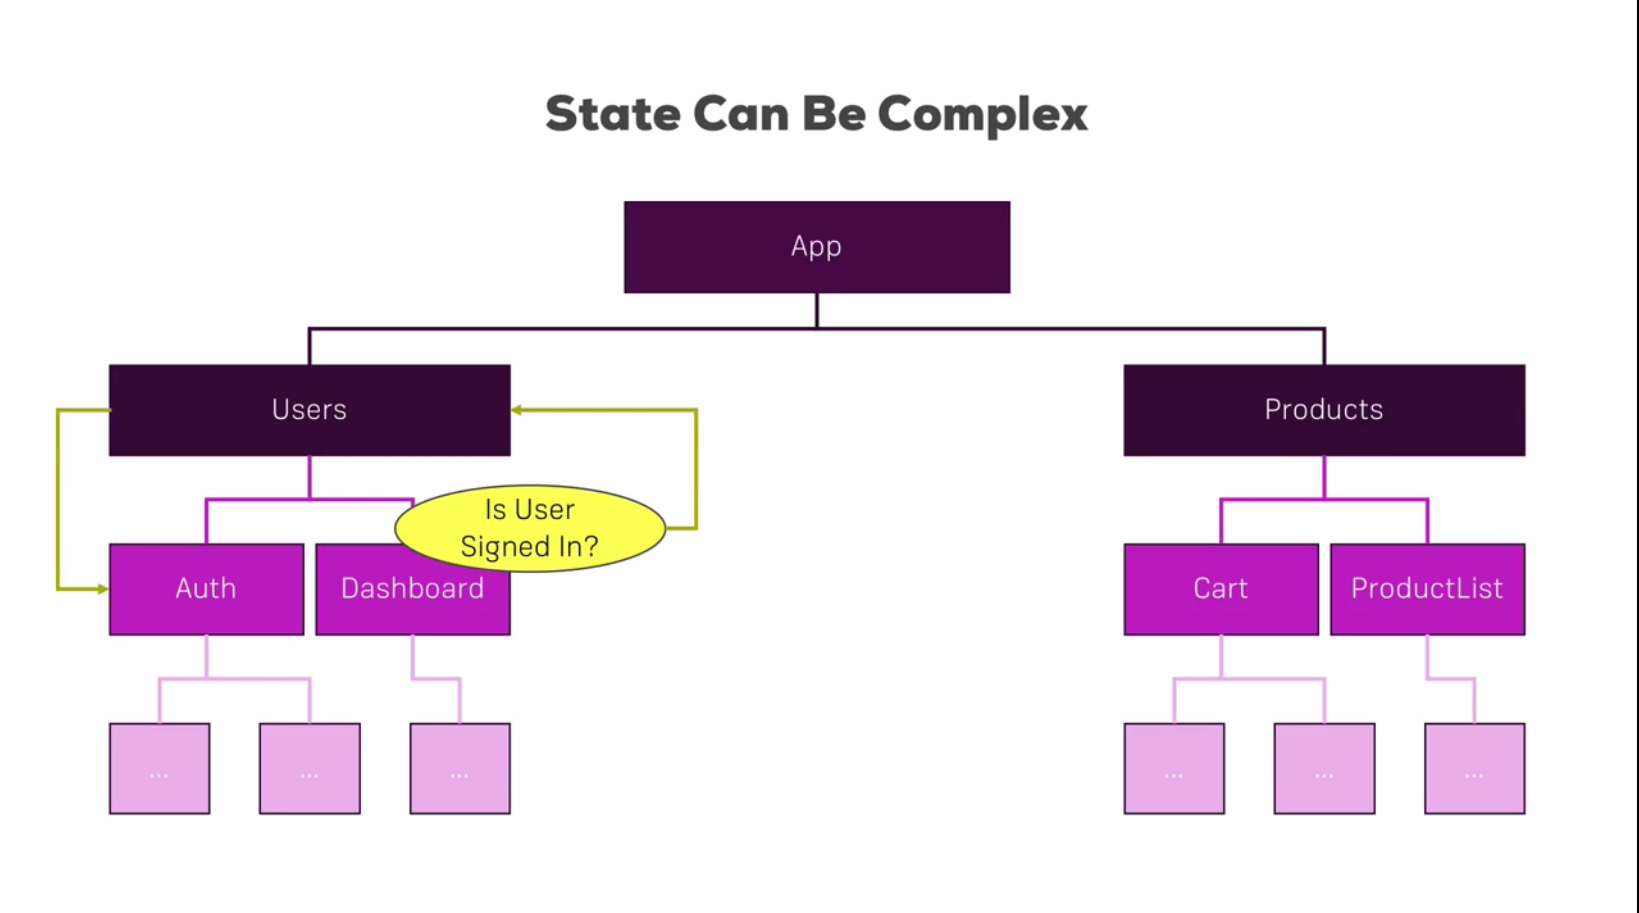 State Can Be Complex
App
Users
Products
Is User
Signed In?
Auth
Dashboard
Cart
ProductList
...
...
...
...
...
...